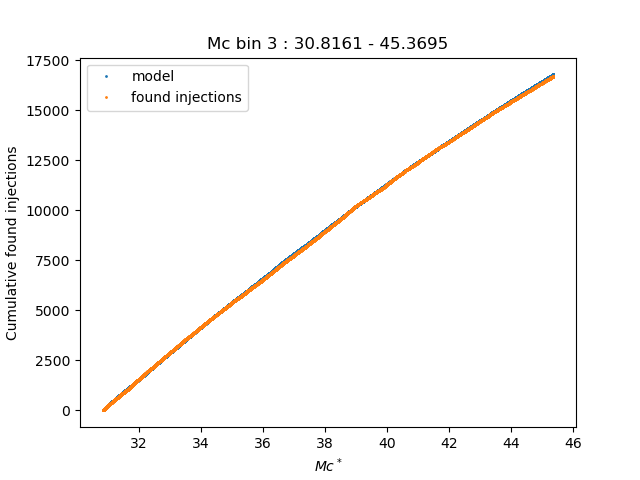 Mc bin 3 : 30.8161 - 45.3695
model
found injections
Cumulative found injections
17500
15000
12500
10000
7500
5000
2500
0
32 34 36 38 40 42 44 46
Mc*